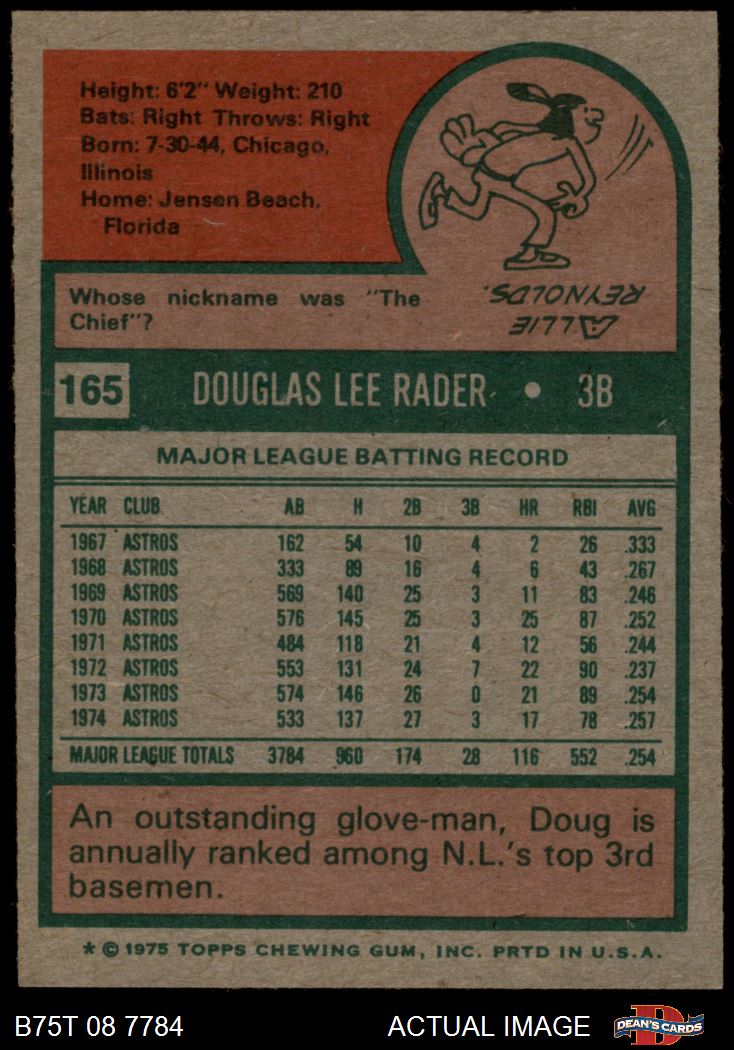 Height: 6'2" Weight: 210
Bats: Right Throws: Right
Born: 7-30-44, Chicago,
Illinois
Home: Jensen Beach,
Florida
Whose nickname was "The
Chief"?
ALLIE
REYNOLDS.
165 DOUGLAS LEE RADER • 3B
MAJOR LEAGUE BATTING RECORD
YEAR CLUB AB H 2B 3B HR RBI AVG
1967 ASTROS 162 54 10 4 2 26 .333
1968 ASTROS 333 89 16 4 6 43 .267
1969 ASTROS 569 140 25 3 11 83 .246
1970 ASTROS 576 145 25 3 25 87 .252
1971 ASTROS 484 118 21 4 12 56 .244
1972 ASTROS 553 131 24 7 22 90 .237
1973 ASTROS 574 146 26 0 21 89 .254
1974 ASTROS 533 137 27 3 17 78 .257
MAJOR LEAGUE TOTALS 3784 960 174 28 116 552 .254
An outstanding glove-man, Doug is
annually ranked among N.L.'s top 3rd
basemen.
* © 1975 TOPPS CHEWING GUM, INC. PRTD IN U.S.A.
B75T 08 7784 ACTUAL IMAGE DEAN'S CARDS